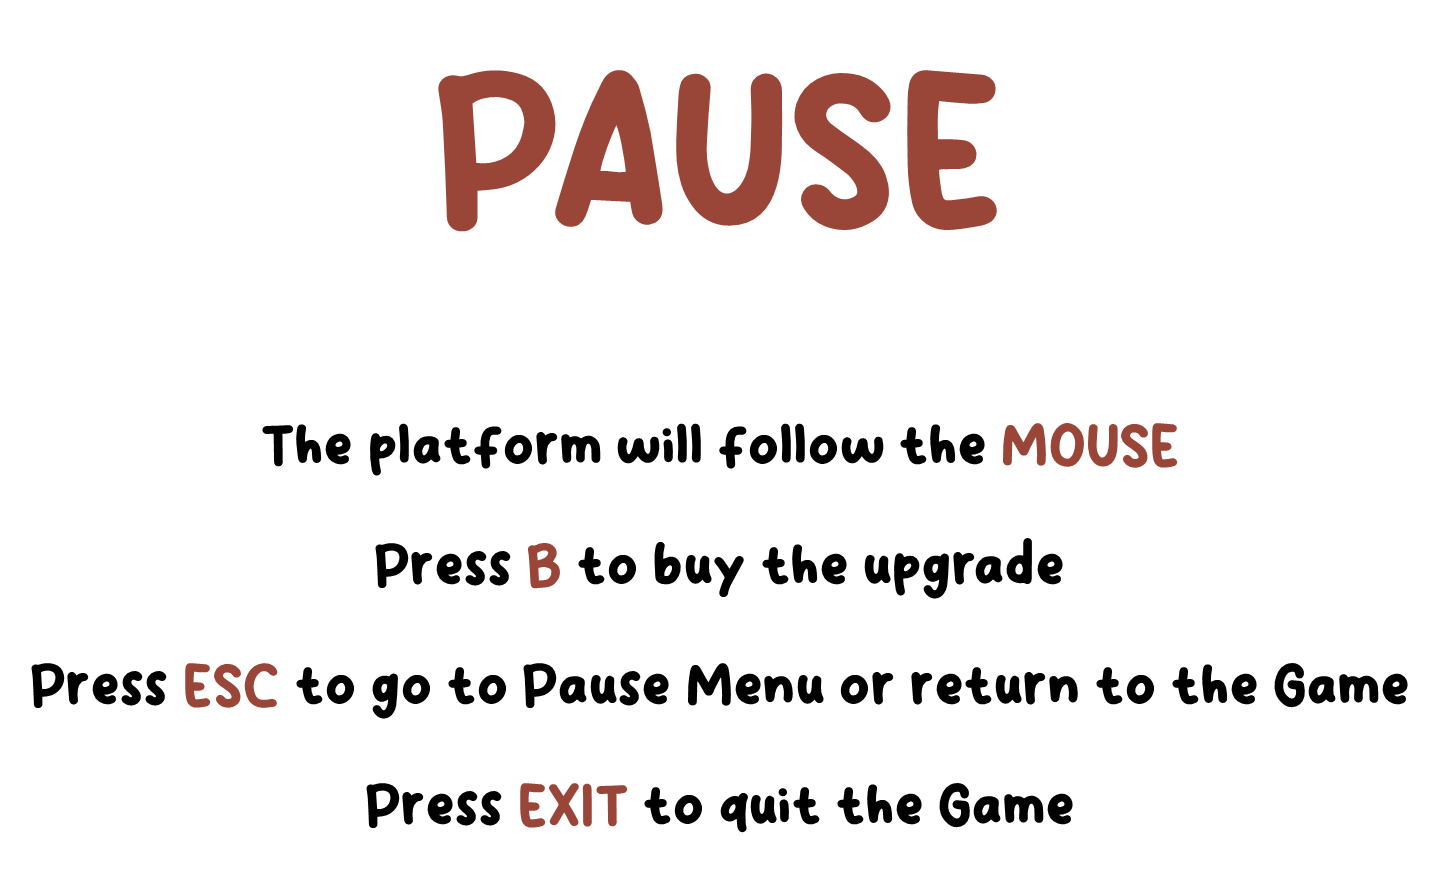 PAUSE
The platform will follow the MOUSE
Press B to buy the upgrade
Press ESC to go to Pause Menu or return to the Game
Press EXIT to quit the Game